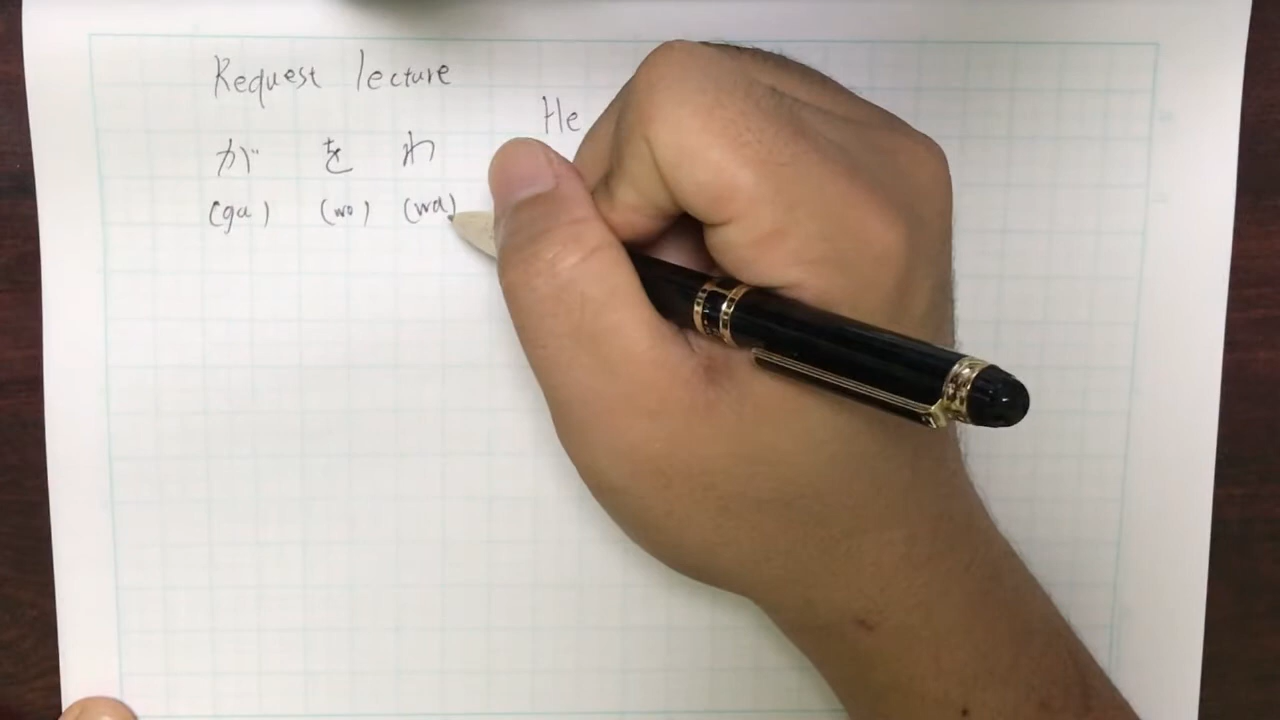 Request lecture
He
が を わ
(ga) (wo) (wa)